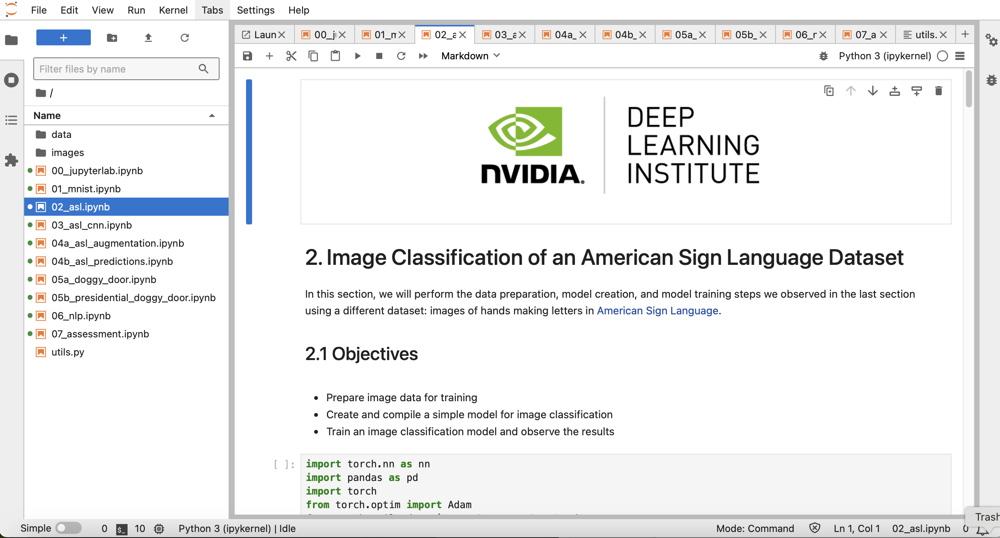 File Edit View Run Kernel Tabs Settings Help
Laun 00_j 01_m 02_a 03_a 04a_ 04b_ 05a_ 05b_ 06_r 07_a utils.
Markdown
Python 3 (ipykernel)
Filter files by name
/
Name
data
images
00_jupyterlab.ipynb
01_mnist.ipynb
02_asl.ipynb
03_asl_cnn.ipynb
04a_asl_augmentation.ipynb
04b_asl_predictions.ipynb
05a_doggy_door.ipynb
05b_presidential_doggy_door.ipynb
06_nlp.ipynb
07_assessment.ipynb
utils.py
NVIDIA®
DEEP
LEARNING
INSTITUTE
2. Image Classification of an American Sign Language Dataset
In this section, we will perform the data preparation, model creation, and model training steps we observed in the last section
using a different dataset: images of hands making letters in American Sign Language.
2.1 Objectives
• Prepare image data for training
• Create and compile a simple model for image classification
• Train an image classification model and observe the results
[ ]:
import torch.nn as nn
import pandas as pd
import torch
from torch.optim import Adam
Simple 0 $_ 10 Python 3 (ipykernel) | Idle
Mode: Command Ln 1, Col 1 02_asl.ipynb 0
Trash